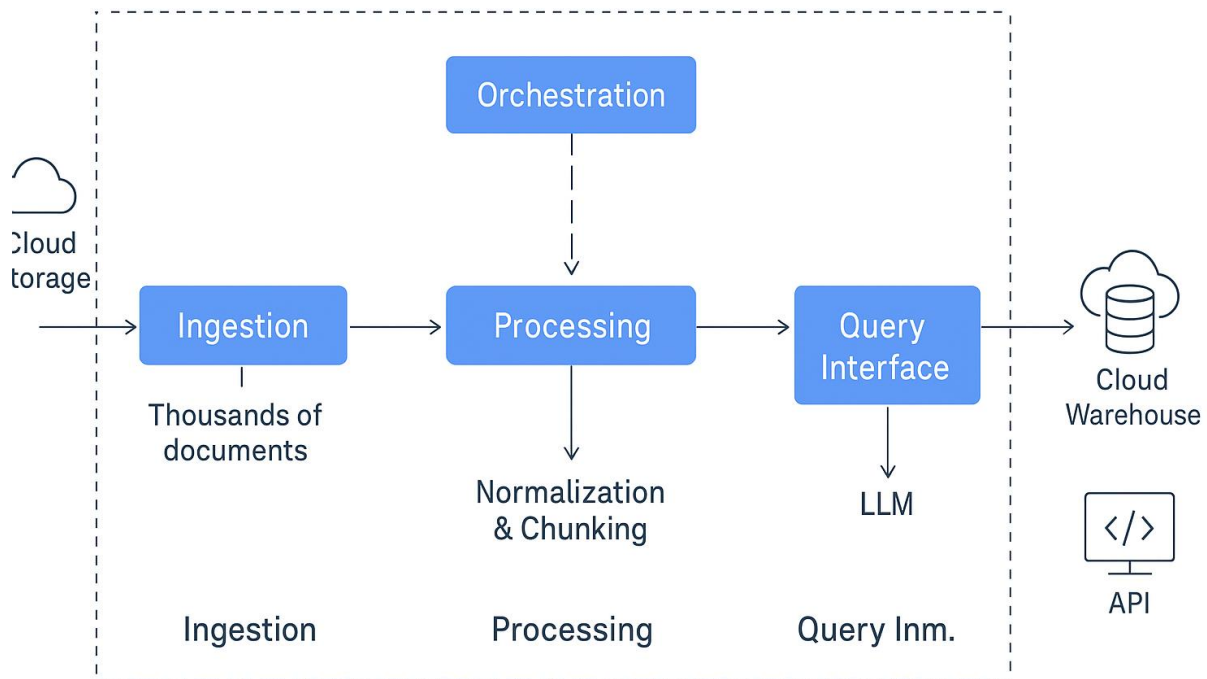 Orchestration
Cloud
torage
Ingestion
Processing
Query
Interface
Thousands of
documents
Normalization
& Chunking
LLM
Cloud
Warehouse
</>
API
Ingestion
Processing
Query Inm.